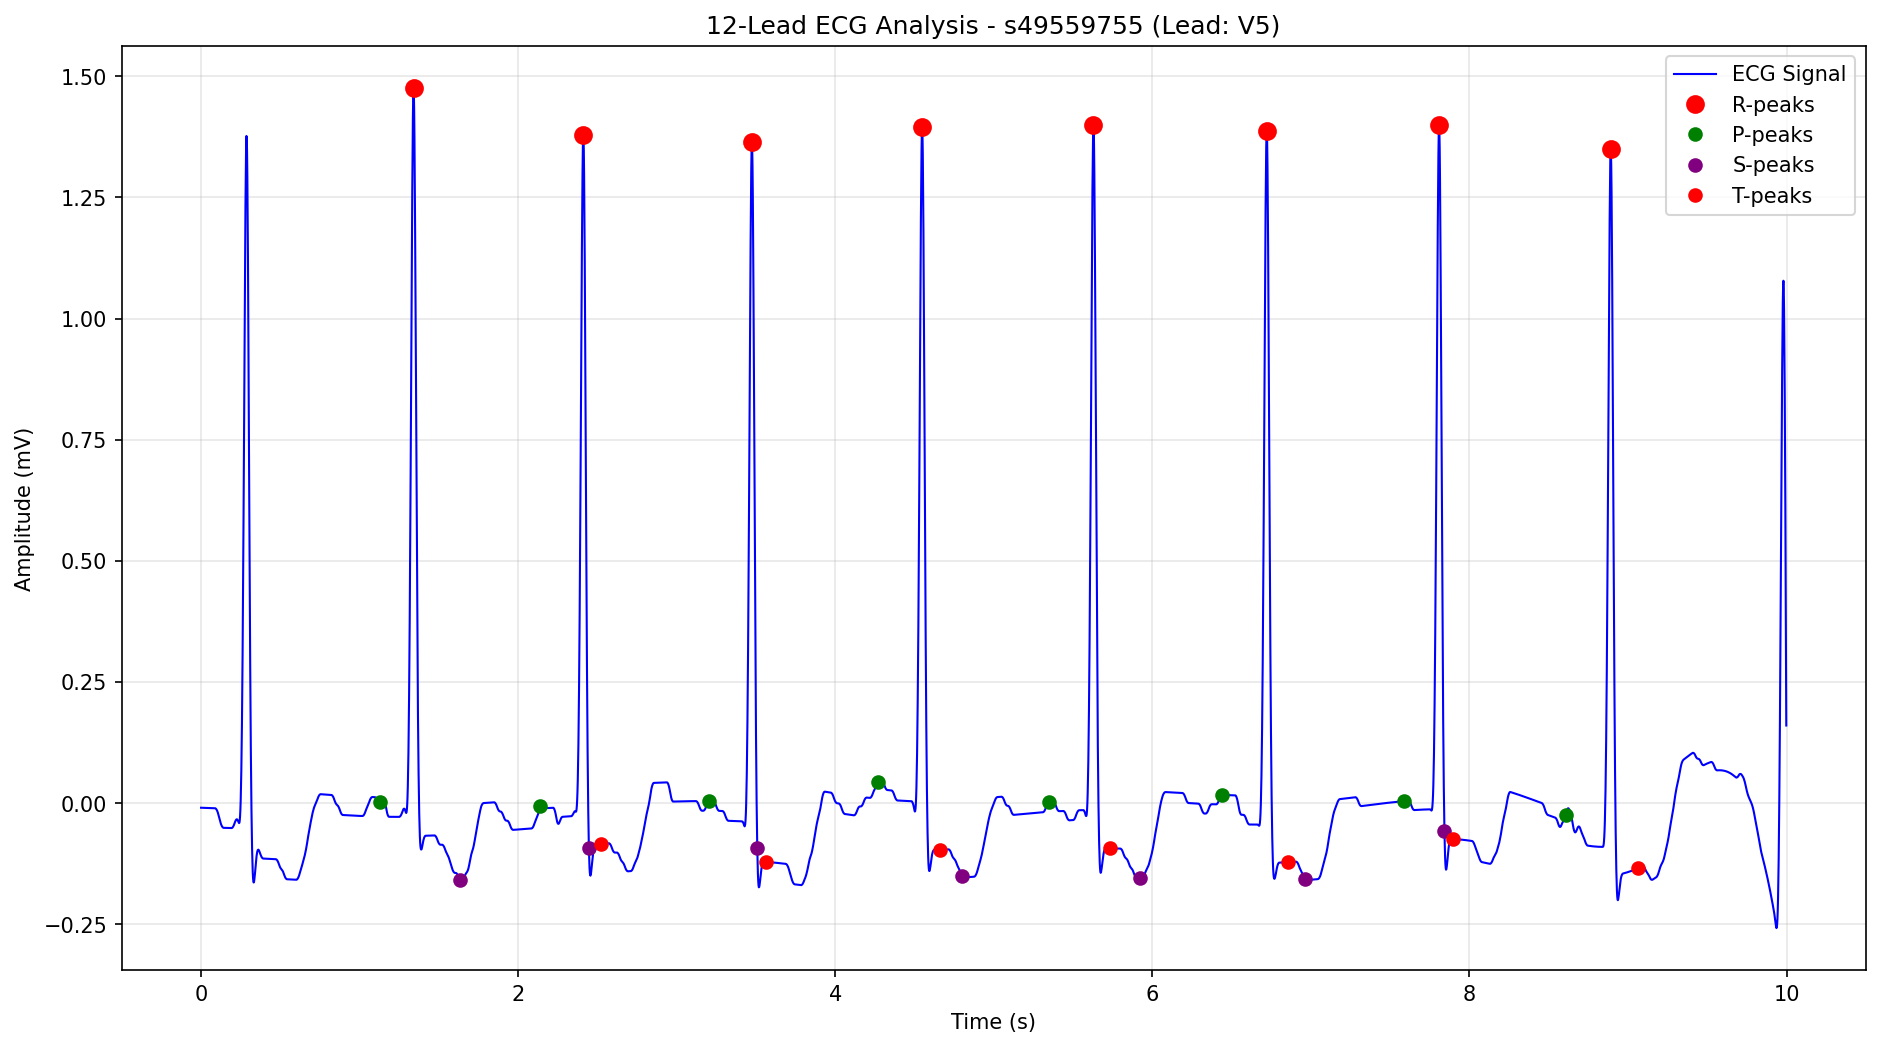 12-Lead ECG Analysis - s49559755 (Lead: V5)
ECG Signal
R-peaks
P-peaks
S-peaks
T-peaks
1.50
1.25
1.00
0.75
0.50
0.25
0.00
−0.25
Amplitude (mV)
0 2 4 6 8 10
Time (s)